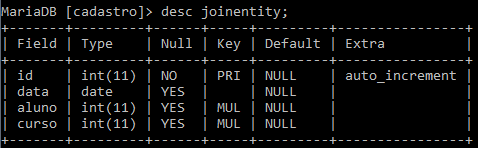 MariaDB [cadastro]> desc joinentity;
+-------+---------+------+-----+---------+----------------+
| Field | Type    | Null | Key | Default | Extra          |
+-------+---------+------+-----+---------+----------------+
| id    | int(11) | NO   | PRI | NULL    | auto_increment |
| data  | date    | YES  |     | NULL    |                |
| aluno | int(11) | YES  | MUL | NULL    |                |
| curso | int(11) | YES  | MUL | NULL    |                |
+-------+---------+------+-----+---------+----------------+